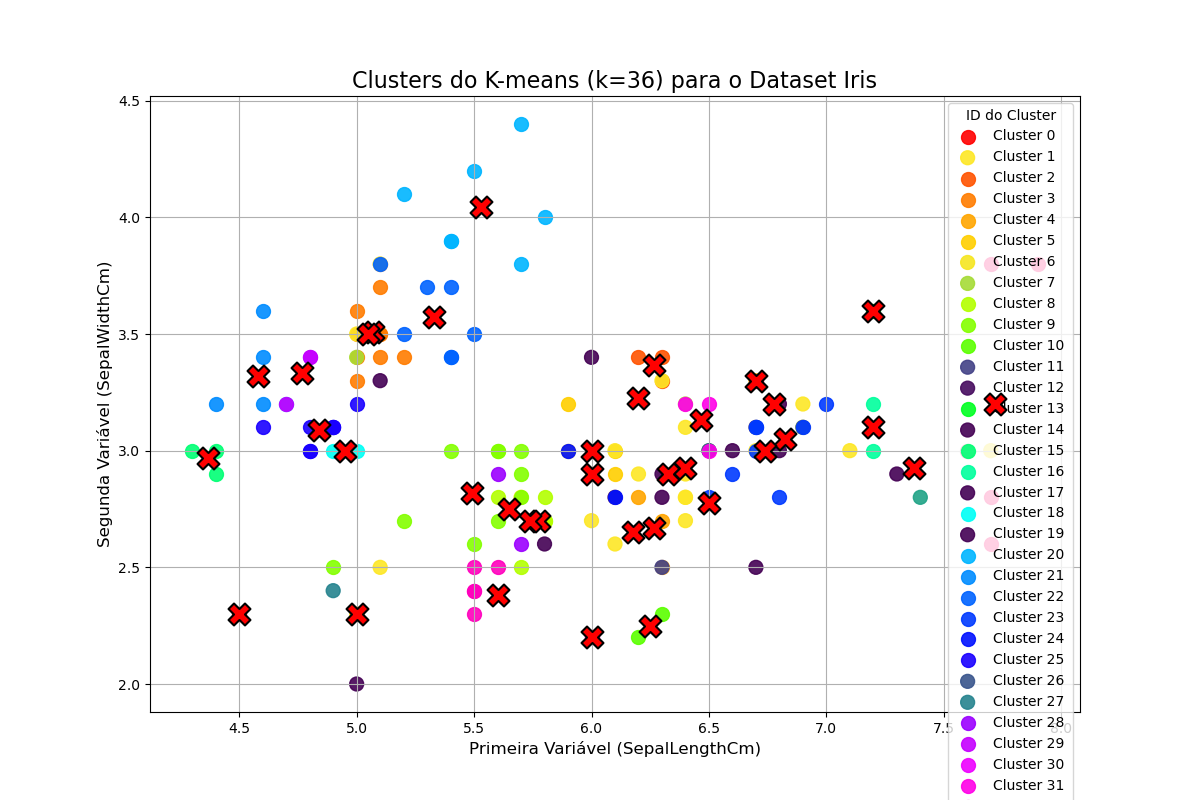 Clusters do K-means (k=36) para o Dataset Iris
Segunda Variável (SepalWidthCm)
4.5
4.0
3.5
3.0
2.5
2.0
4.5
5.0
5.5
6.0
6.5
7.0
7.5
8.0
Primeira Variável (SepalLengthCm)
ID do Cluster
Cluster 0
Cluster 1
Cluster 2
Cluster 3
Cluster 4
Cluster 5
Cluster 6
Cluster 7
Cluster 8
Cluster 9
Cluster 10
Cluster 11
Cluster 12
Cluster 13
Cluster 14
Cluster 15
Cluster 16
Cluster 17
Cluster 18
Cluster 19
Cluster 20
Cluster 21
Cluster 22
Cluster 23
Cluster 24
Cluster 25
Cluster 26
Cluster 27
Cluster 28
Cluster 29
Cluster 30
Cluster 31